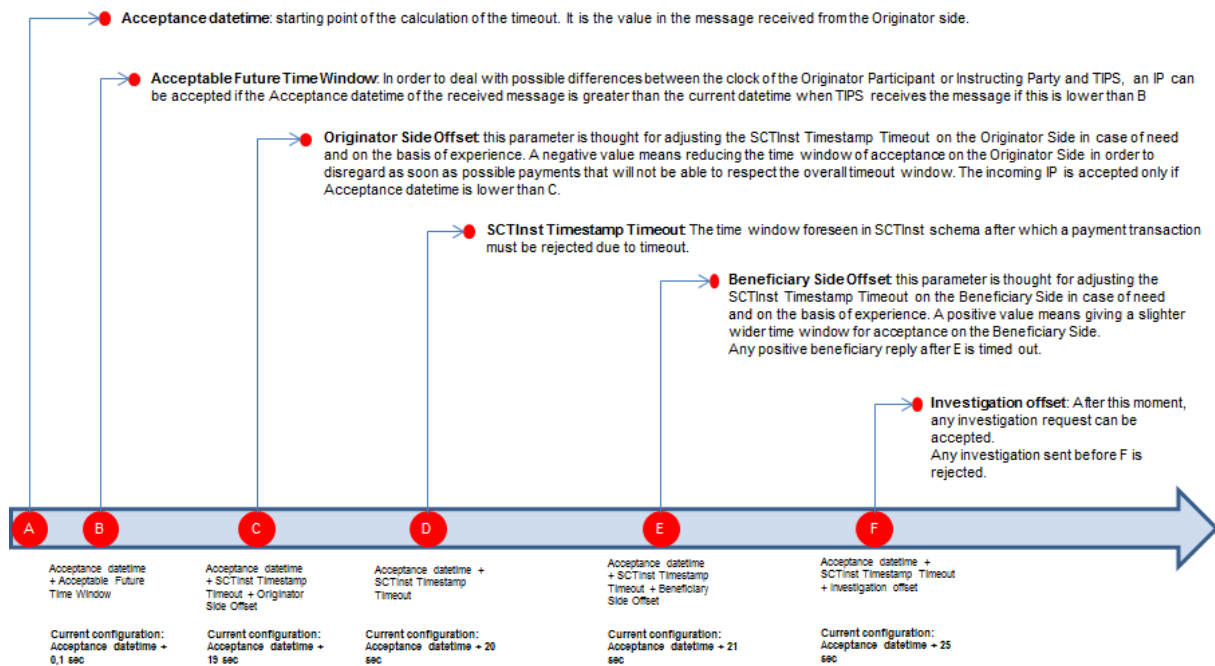 Acceptance datetime: starting point of the calculation of the timeout. It is the value in the message received from the Originator side.
Acceptable Future Time Window: In order to deal with possible differences between the clock of the Originator Participant or Instructing Party and TIPS, an IP can
be accepted if the Acceptance datetime of the received message is greater than the current datetime when TIPS receives the message if this is lower than B
Originator Side Offset: this parameter is thought for adjusting the SCTInst Timestamp Timeout on the Originator Side in case of need
and on the basis of experience. A negative value means reducing the time window of acceptance on the Originator Side in order to
disregard as soon as possible payments that will not be able to respect the overall timeout window. The incoming IP is accepted only if
Acceptance datetime is lower than C.
SCTInst Timestamp Timeout: The time window foreseen in SCTInst schema after which a payment transaction
must be rejected due to timeout.
Beneficiary Side Offset: this parameter is thought for adjusting the
SCTInst Timestamp Timeout on the Beneficiary Side in case of need
and on the basis of experience. A positive value means giving a slighter
wider time window for acceptance on the Beneficiary Side.
Any positive beneficiary reply after E is timed out.
Investigation offset: After this moment,
any investigation request can be
accepted.
Any investigation sent before F is
rejected.
A
B
C
D
E
F
Acceptance datetime
+ Acceptable Future
Time Window
Current configuration:
Acceptance datetime +
0,1 sec
Acceptance datetime
+ SCTInst Timestamp
Timeout + Originator
Side Offset
Current configuration:
Acceptance datetime +
19 sec
Acceptance datetime +
SCTInst Timestamp
Timeout
Current configuration:
Acceptance datetime + 20
sec
Acceptance datetime
+ SCTInst Timestamp
Timeout + Beneficiary
Side Offset
Current configuration:
Acceptance datetime + 21
sec
Acceptance datetime +
SCTInst Timestamp Timeout
+ Investigation offset
Current configuration:
Acceptance datetime + 25
sec